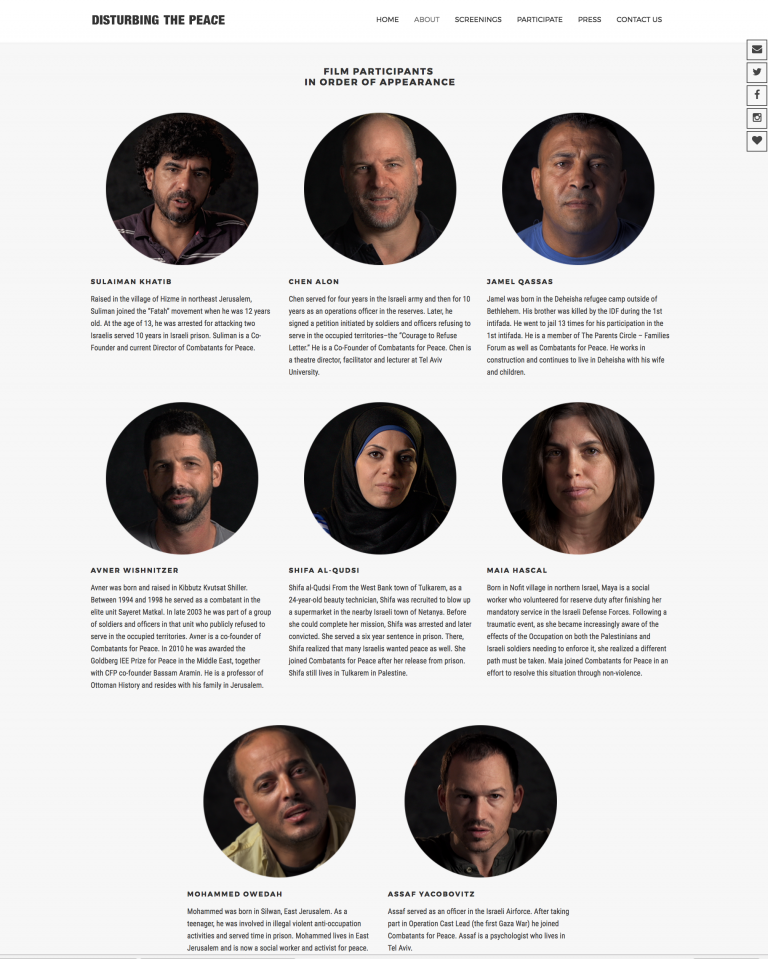 DISTURBING THE PEACE
HOME ABOUT SCREENINGS PARTICIPATE PRESS CONTACT US
FILM PARTICIPANTS
IN ORDER OF APPEARANCE
SULAIMAN KHATIB
Raised in the village of Hizme in northeast Jerusalem,
Suliman joined the "Fatah" movement when he was 12 years
old. At the age of 13, he was arrested for attacking two
Israelis served 10 years in Israeli prison. Suliman is a Co-
Founder and current Director of Combatants for Peace.
CHEN ALON
Chen served for four years in the Israeli army and then for 10
years as an operations officer in the reserves. Later, he
signed a petition initiated by soldiers and officers refusing to
serve in the occupied territories–the "Courage to Refuse
Letter." He is a Co-Founder of Combatants for Peace. Chen is
a theatre director, facilitator and lecturer at Tel Aviv
University.
JAMEL QASSAS
Jamel was born in the Deheisha refugee camp outside of
Bethlehem. His brother was killed by the IDF during the 1st
intifada. He went to jail 13 times for his participation in the
1st intifada. He is a member of The Parents Circle – Families
Forum as well as Combatants for Peace. He works in
construction and continues to live in Deheisha with his wife
and children.
AVNER WISHNITZER
Avner was born and raised in Kibbutz Kvutsat Shiller.
Between 1994 and 1998 he served as a combatant in the
elite unit Sayeret Matkal. In late 2003 he was part of a group
of soldiers and officers in that unit who publicly refused to
serve in the occupied territories. Avner is a co-founder of
Combatants for Peace. In 2010 he was awarded the
Goldberg IEE Prize for Peace in the Middle East, together
with CFP co-founder Bassam Aramin. He is a professor of
Ottoman History and resides with his family in Jerusalem.
SHIFA AL-QUDSI
Shifa al-Qudsi From the West Bank town of Tulkarem, as a
24-year-old beauty technician, Shifa was recruited to blow up
a supermarket in the nearby Israeli town of Netanya. Before
she could complete her mission, Shifa was arrested and later
convicted. She served a six year sentence in prison. There,
Shifa realized that many Israelis wanted peace as well. She
joined Combatants for Peace after her release from prison.
Shifa still lives in Tulkarem in Palestine.
MAIA HASCAL
Born in Nofit village in northern Israel, Maya is a social
worker who volunteered for reserve duty after finishing her
mandatory service in the Israeli Defense Forces. Following a
traumatic event, as she became increasingly aware of the
effects of the Occupation on both the Palestinians and
Israeli soldiers needing to enforce it, she realized a different
path must be taken. Maia joined Combatants for Peace in an
effort to resolve this situation through non-violence.
MOHAMMED OWEDAH
Mohammed was born in Silwan, East Jerusalem. As a
teenager, he was involved in illegal violent anti-occupation
activities and served time in prison. Mohammed lives in East
Jerusalem and is now a social worker and activist for peace.
ASSAF YACOBOVITZ
Assaf served as an officer in the Israeli Airforce. After taking
part in Operation Cast Lead (the first Gaza War) he joined
Combatants for Peace. Assaf is a psychologist who lives in
Tel Aviv.